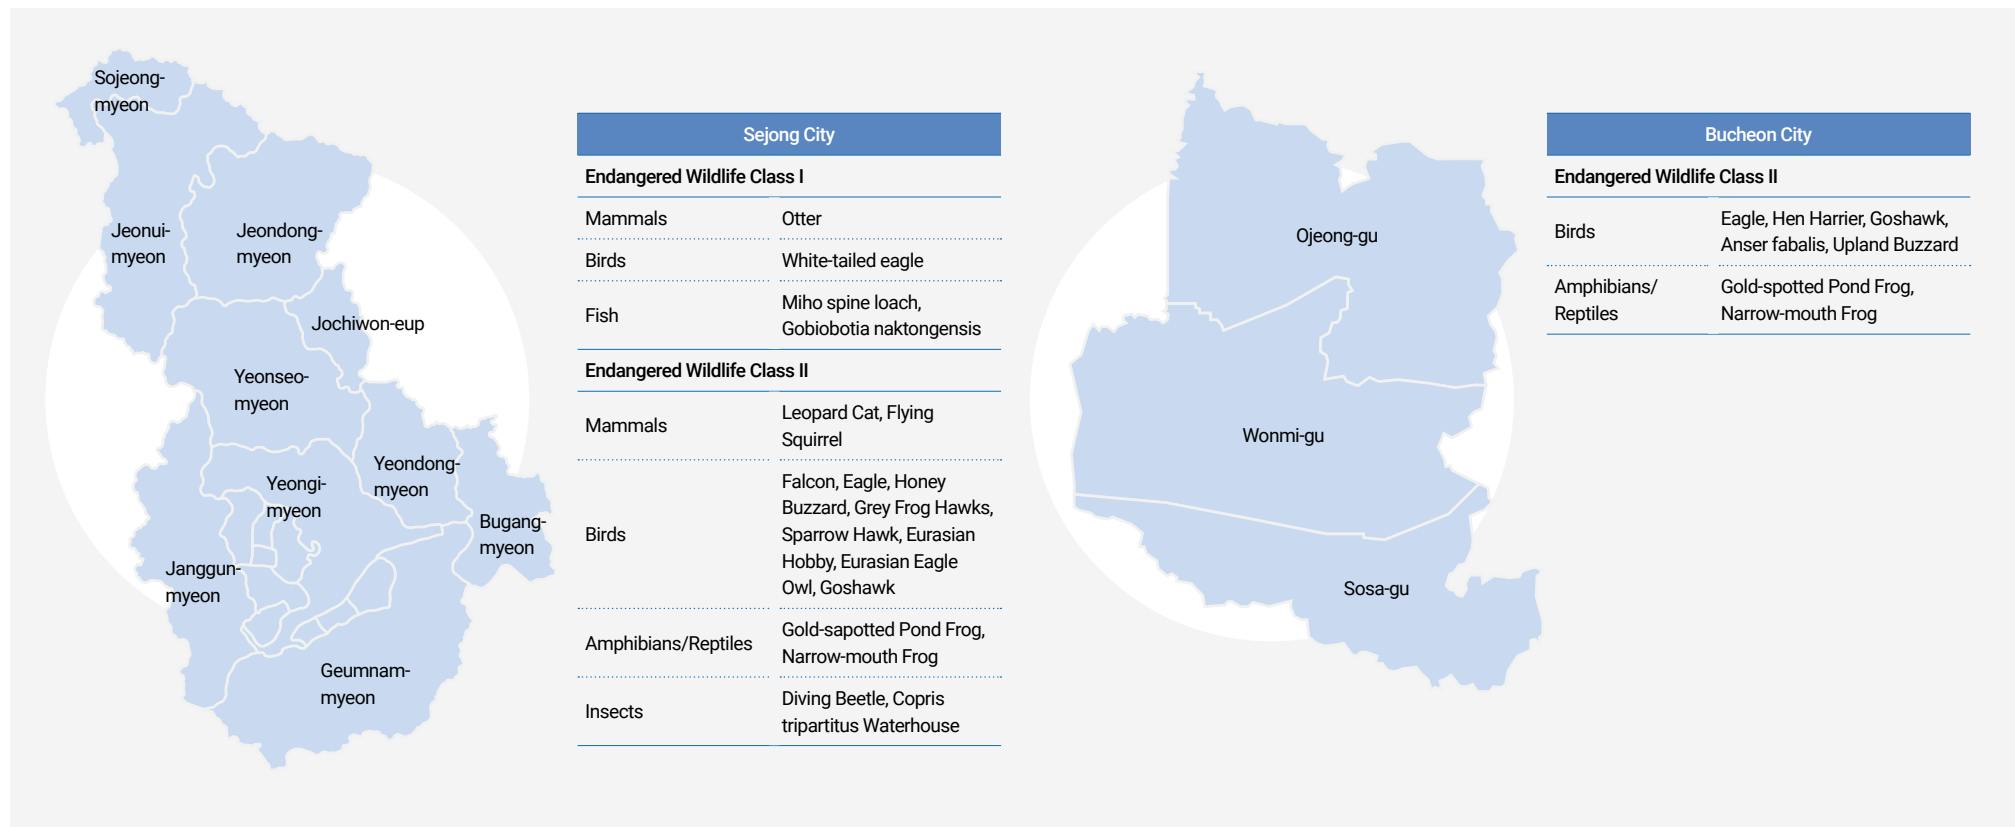 Sojeong-
myeon
Jeonui-
myeon
Jeondong-
myeon
Jochiwon-eup
Yeonseo-
myeon
Yeondong-
myeon
Yeongi-
myeon
Bugang-
myeon
Janggun-
myeon
Geumnam-
myeon
Sejong City
Endangered Wildlife Class I
Mammals
Otter
Birds
White-tailed eagle
Fish
Miho spine loach,
Gobiobotia naktongensis
Endangered Wildlife Class II
Mammals
Leopard Cat, Flying
Squirrel
Birds
Falcon, Eagle, Honey
Buzzard, Grey Frog Hawks,
Sparrow Hawk, Eurasian
Hobby, Eurasian Eagle
Owl, Goshawk
Amphibians/Reptiles
Gold-sapotted Pond Frog,
Narrow-mouth Frog
Insects
Diving Beetle, Copris
tripartitus Waterhouse
Ojeong-gu
Wonmi-gu
Sosa-gu
Bucheon City
Endangered Wildlife Class II
Birds
Eagle, Hen Harrier, Goshawk,
Anser fabalis, Upland Buzzard
Amphibians/
Reptiles
Gold-spotted Pond Frog,
Narrow-mouth Frog